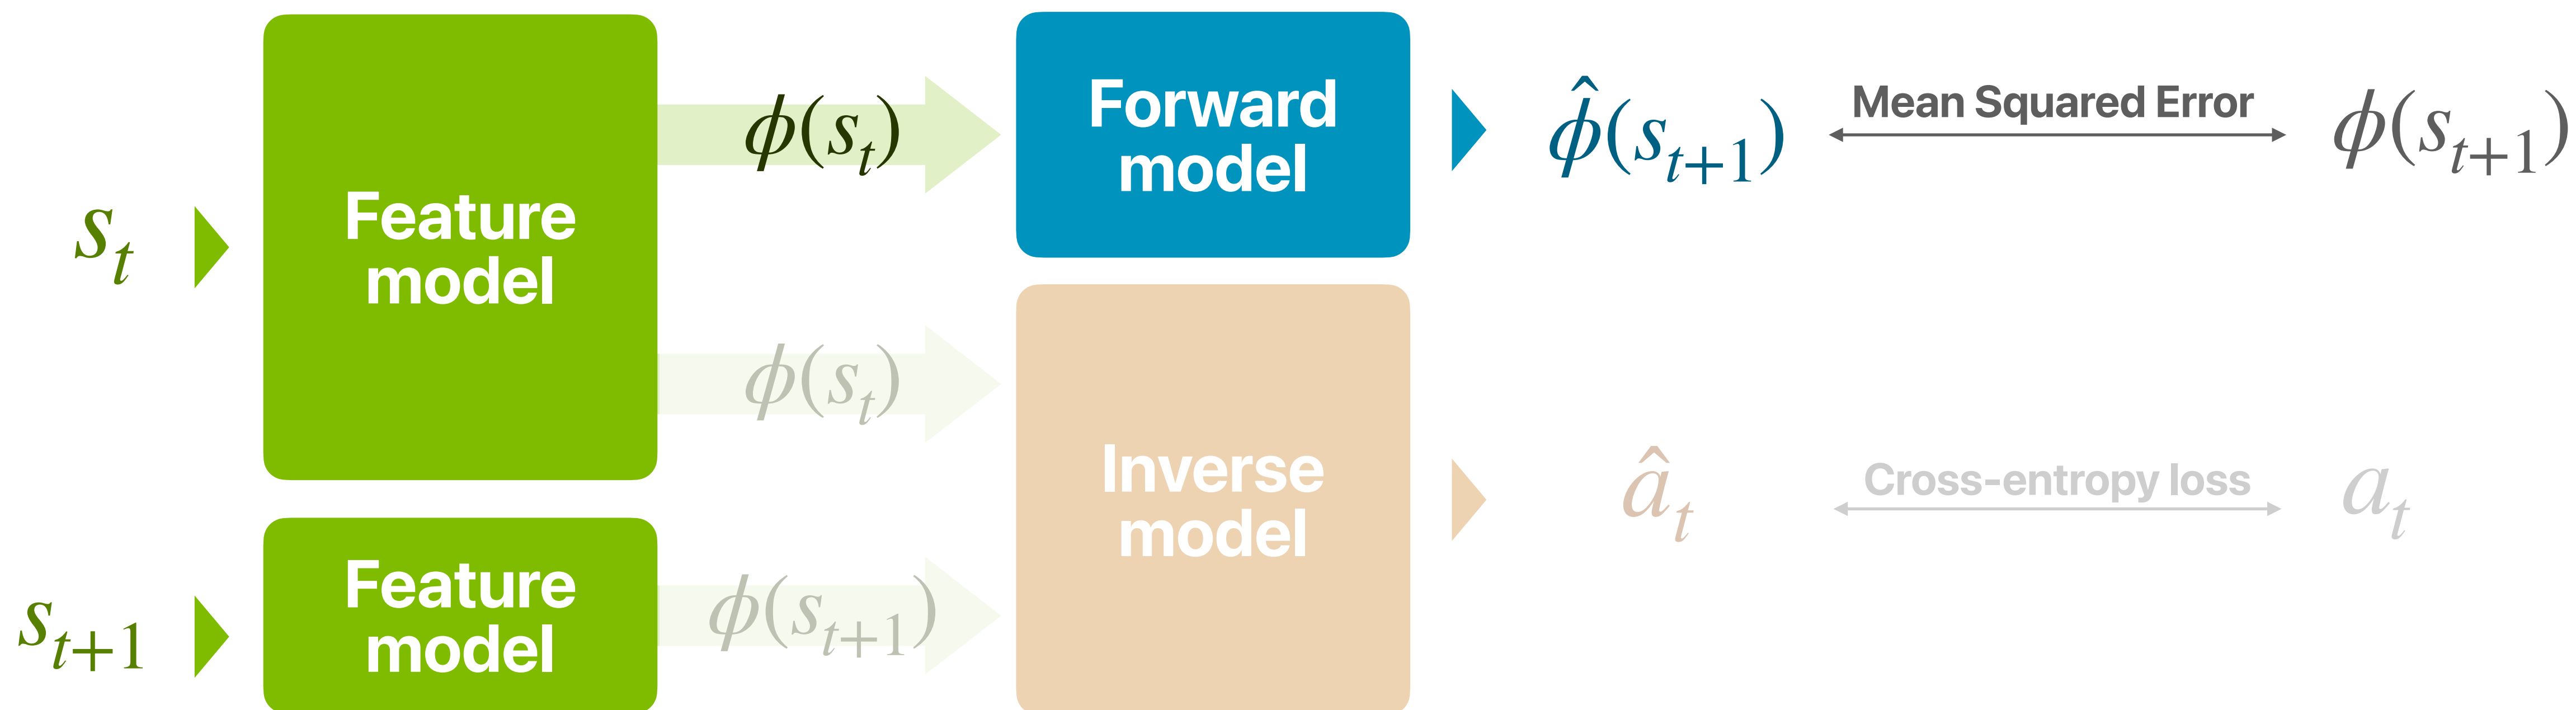 s_t
Feature
model
ϕ(s_t)
Forward
model
ϕ̂(s_{t+1})
Mean Squared Error
ϕ(s_{t+1})
ϕ(s_t)
s_{t+1}
Feature
model
ϕ(s_{t+1})
Inverse
model
â_t
Cross-entropy loss
a_t